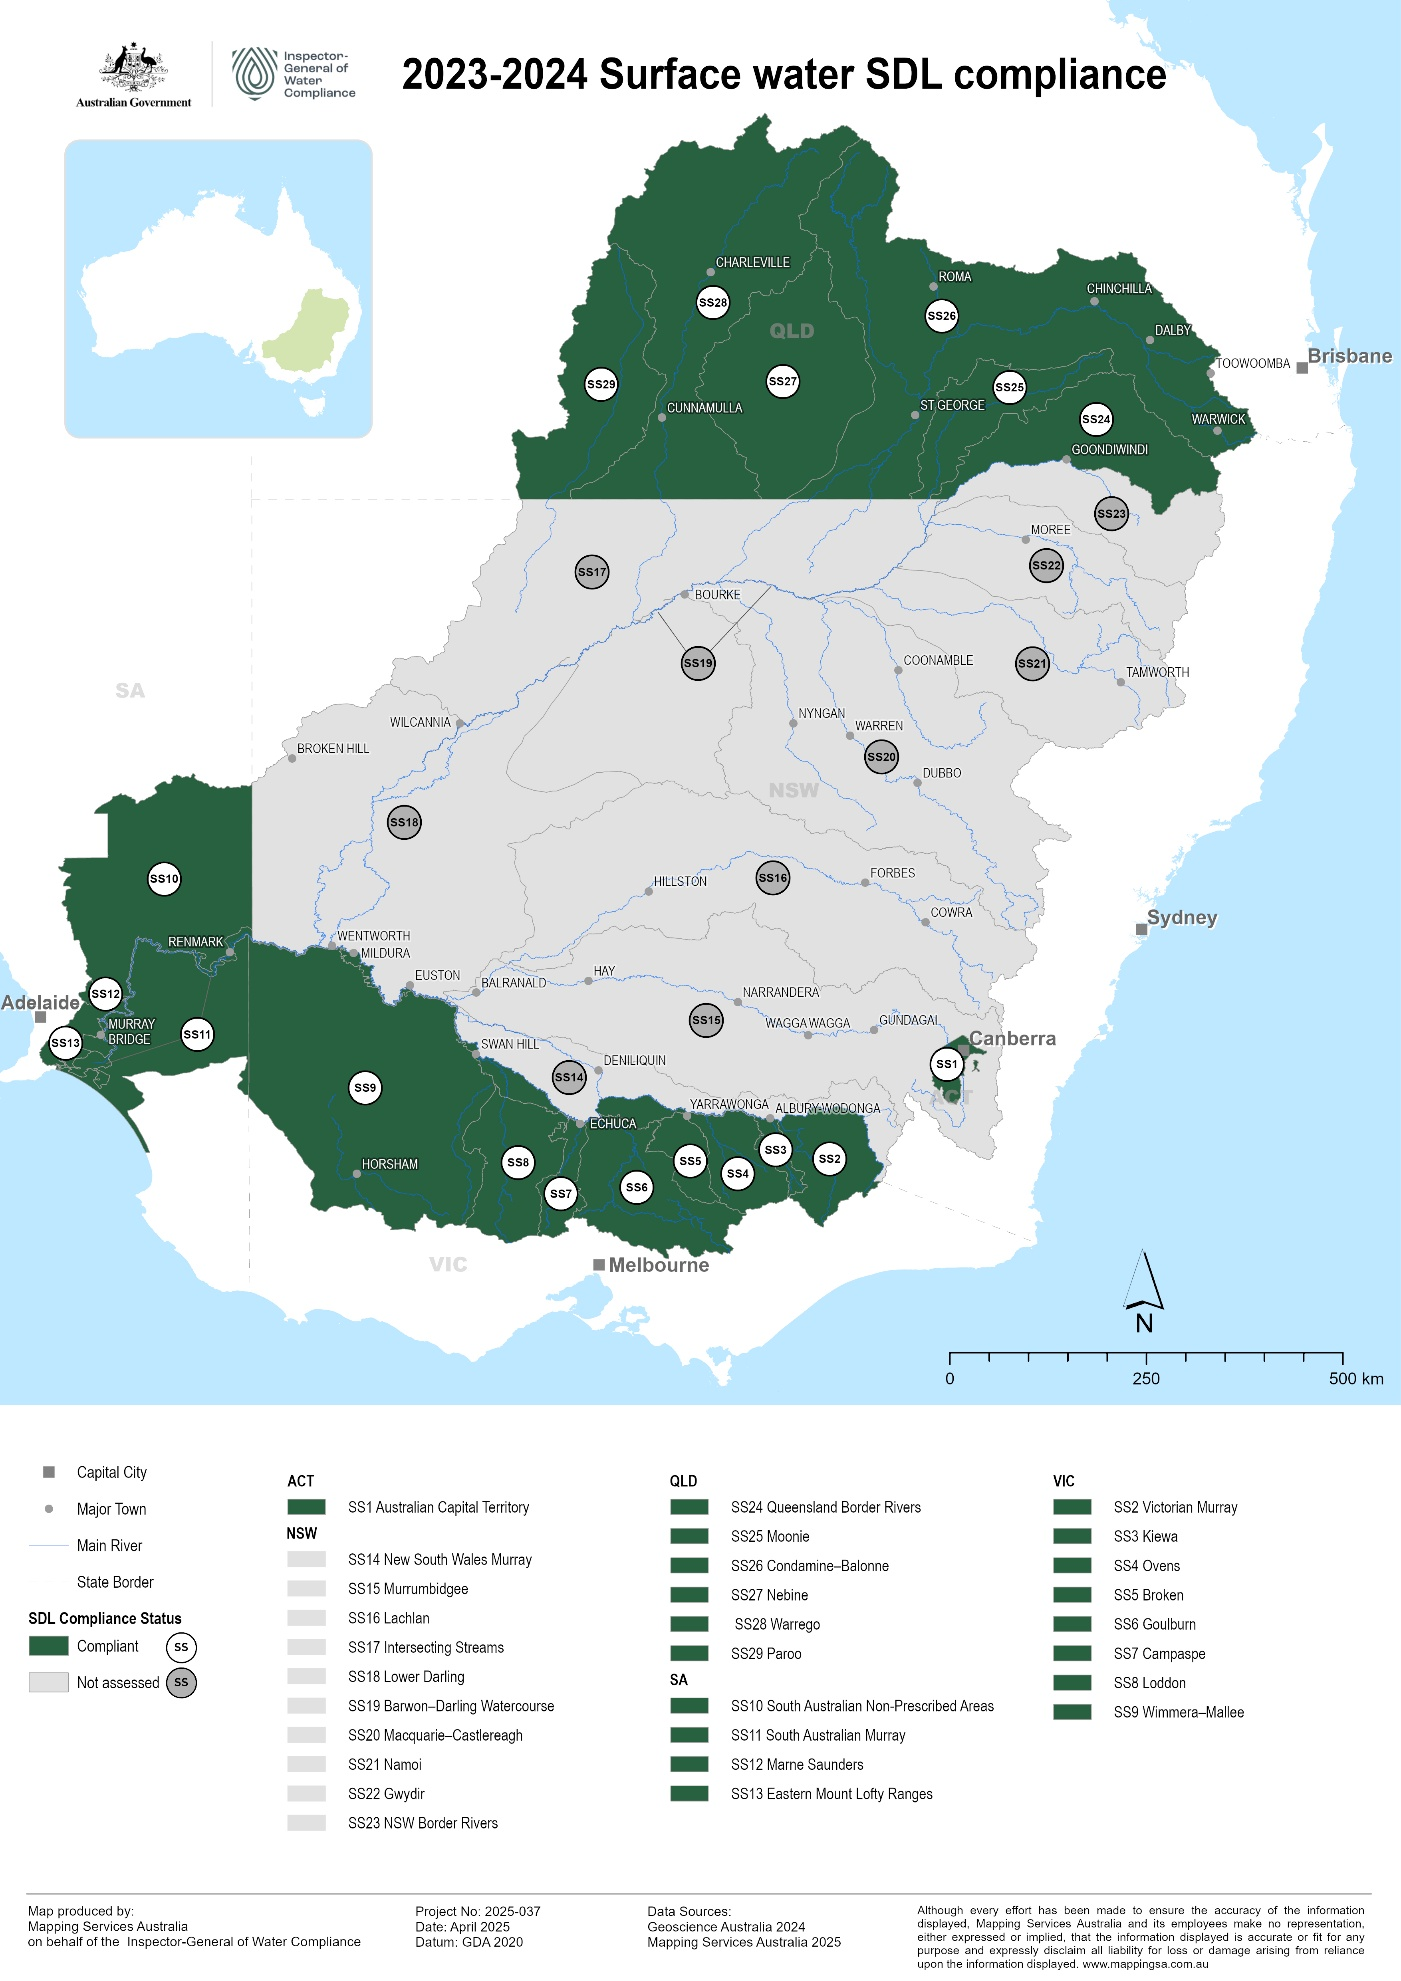 Australian Government
Inspector-
General of
Water
Compliance
2023-2024 Surface water SDL compliance
CHARLEVILLE
ROMA
CHINCHILLA
SS28
SS26
QLD
DALBY
Brisbane
TOOWOOMBA
SS29
SS27
SS25
CUNNAMULLA
ST GEORGE
SS24
WARWICK
GOONDIWINDI
SS23
MOREE
SS22
SS17
BOURKE
SS19
COONAMBLE
SS21
TAMWORTH
SA
WILCANNIA
NYNGAN
WARREN
BROKEN HILL
SS20
DUBBO
NSW
SS18
SS10
SS16
FORBES
HILLSTON
COWRA
Sydney
WENTWORTH
RENMARK
MILDURA
EUSTON
BALRANALD
HAY
SS12
NARRANDERA
Adelaide
SS15
WAGGA WAGGA
GUNDAGAI
MURRAY
BRIDGE
SS11
SS13
SWAN HILL
Canberra
DENILIQUIN
SS1
SS14
SS9
ACT
YARRAWONGA
ALBURY-WODONGA
ECHUCA
HORSHAM
SS8
SS7
SS6
SS5
SS4
SS3
SS2
VIC
Melbourne
N
0 250 500 km
Capital City
Major Town
Main River
State Border
SDL Compliance Status
Compliant SS
Not assessed SS
ACT
SS1 Australian Capital Territory
NSW
SS14 New South Wales Murray
SS15 Murrumbidgee
SS16 Lachlan
SS17 Intersecting Streams
SS18 Lower Darling
SS19 Barwon–Darling Watercourse
SS20 Macquarie–Castlereagh
SS21 Namoi
SS22 Gwydir
SS23 NSW Border Rivers
QLD
SS24 Queensland Border Rivers
SS25 Moonie
SS26 Condamine–Balonne
SS27 Nebine
SS28 Warrego
SS29 Paroo
SA
SS10 South Australian Non-Prescribed Areas
SS11 South Australian Murray
SS12 Marne Saunders
SS13 Eastern Mount Lofty Ranges
VIC
SS2 Victorian Murray
SS3 Kiewa
SS4 Ovens
SS5 Broken
SS6 Goulburn
SS7 Campaspe
SS8 Loddon
SS9 Wimmera–Mallee
Map produced by:
Mapping Services Australia
on behalf of the Inspector-General of Water Compliance
Project No: 2025-037
Date: April 2025
Datum: GDA 2020
Data Sources:
Geoscience Australia 2024
Mapping Services Australia 2025
Although every effort has been made to ensure the accuracy of the information
displayed, Mapping Services Australia and its employees make no representation,
either expressed or implied, that the information displayed is accurate or fit for any
purpose and expressly disclaim all liability for loss or damage arising from reliance
upon the information displayed. www.mappingsa.com.au